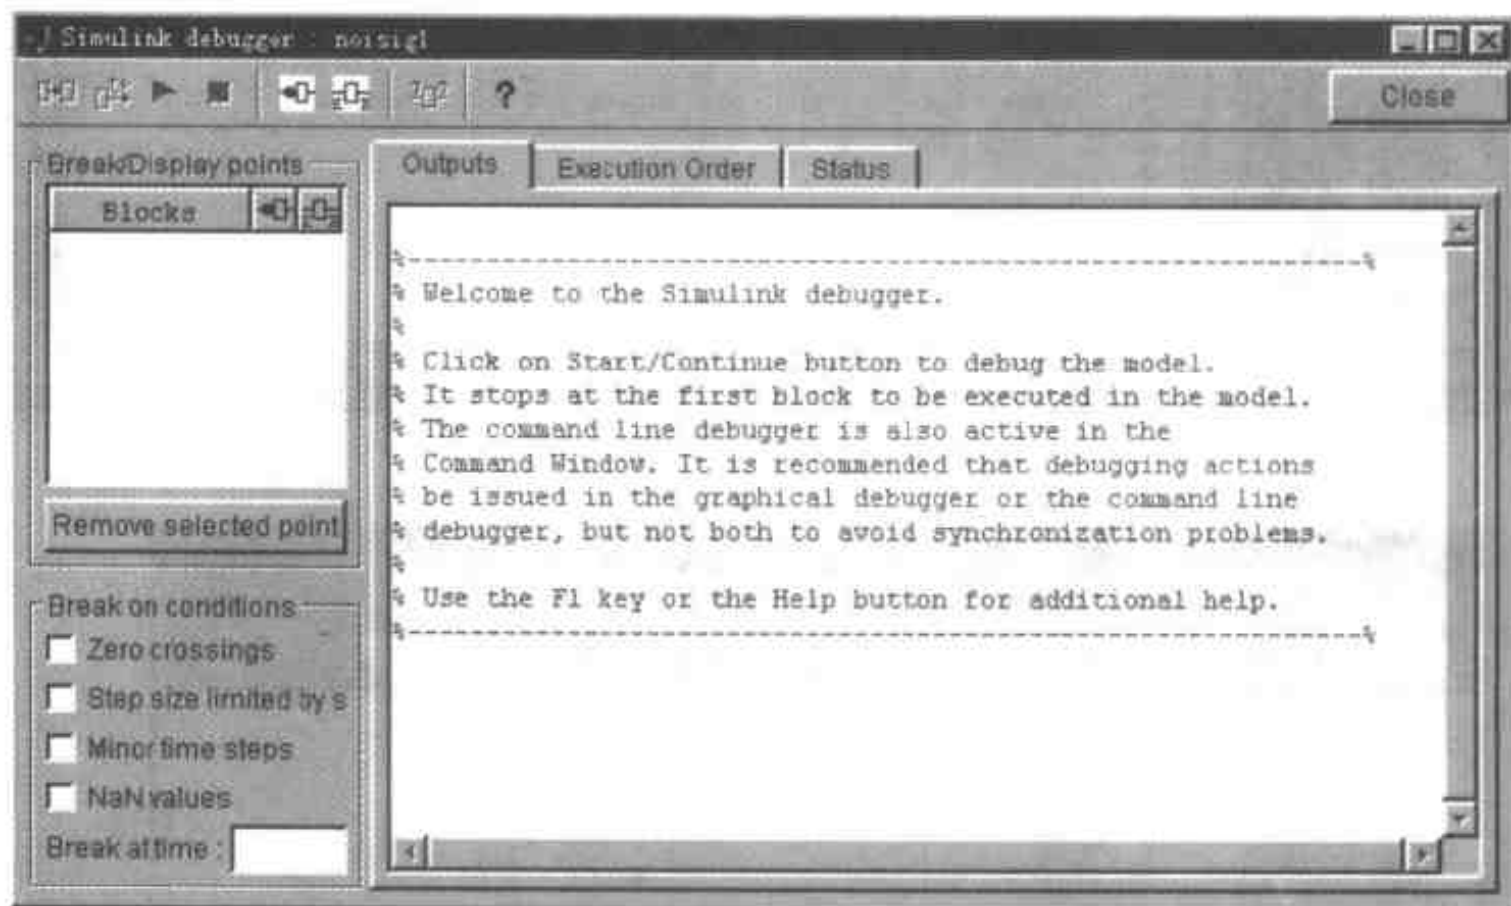 Simulink debugger : noisigl
?
Close
Break/Display points
Blocks
Remove selected point
Break on conditions
Zero crossings
Step size limited by s
Minor time steps
NaN values
Break at time :
Outputs
Execution Order
Status
%----------------------------------------------------------------%
% Welcome to the Simulink debugger.
%
% Click on Start/Continue button to debug the model.
% It stops at the first block to be executed in the model.
% The command line debugger is also active in the
% Command Window. It is recommended that debugging actions
% be issued in the graphical debugger or the command line
% debugger, but not both to avoid synchronization problems.
%
% Use the F1 key or the Help button for additional help.
%----------------------------------------------------------------%